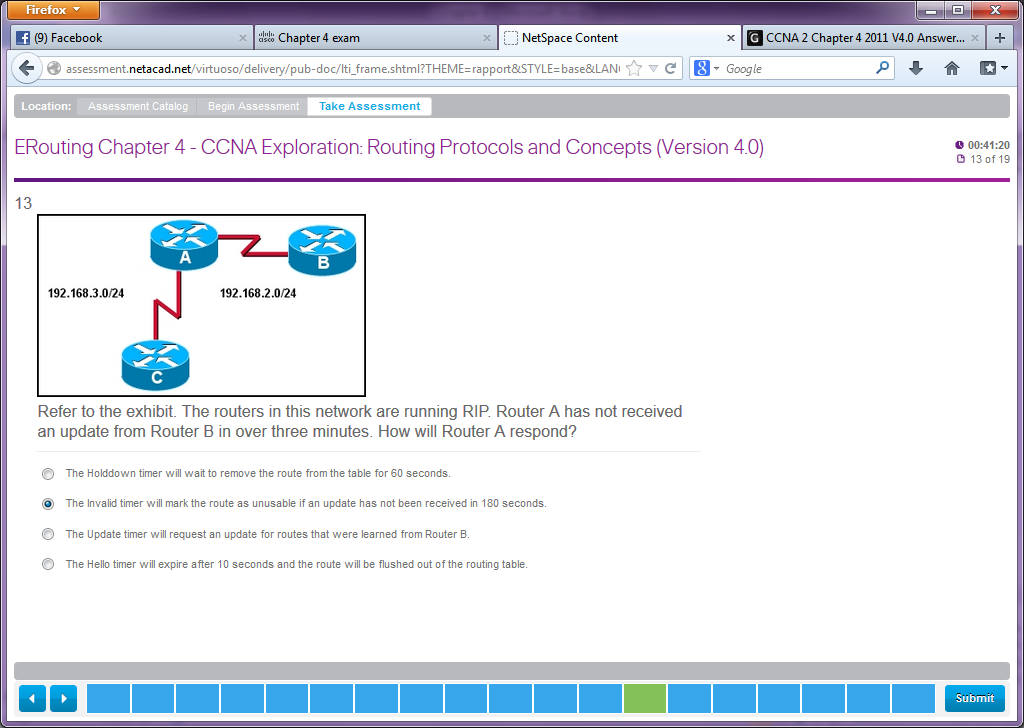 Firefox
(9) Facebook
Chapter 4 exam
NetSpace Content
CCNA 2 Chapter 4 2011 V4.0 Answer...
assessment.netacad.net/virtuoso/delivery/pub-doc/lti_frame.shtml?THEME=rapport&STYLE=base&LAN
Google
Location:
Assessment Catalog
Begin Assessment
Take Assessment
ERouting Chapter 4 - CCNA Exploration: Routing Protocols and Concepts (Version 4.0)
00:41:20
13 of 19
13
A
B
192.168.3.0/24
192.168.2.0/24
C
Refer to the exhibit. The routers in this network are running RIP. Router A has not received
an update from Router B in over three minutes. How will Router A respond?
The Holddown timer will wait to remove the route from the table for 60 seconds.
The Invalid timer will mark the route as unusable if an update has not been received in 180 seconds.
The Update timer will request an update for routes that were learned from Router B.
The Hello timer will expire after 10 seconds and the route will be flushed out of the routing table.
Submit